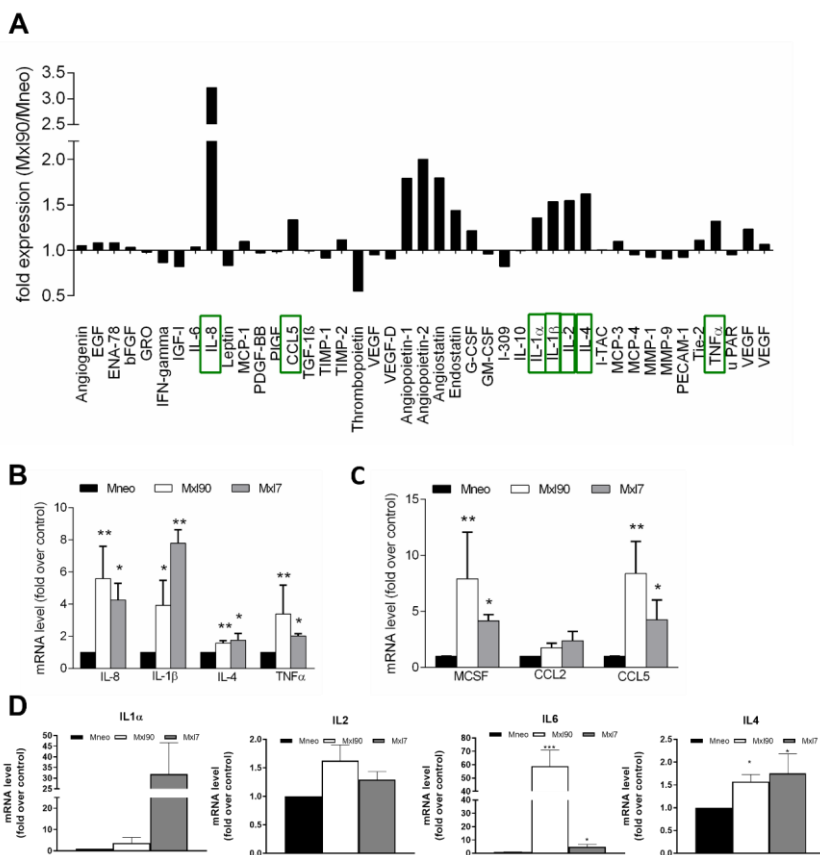 A
fold expression (Mxl90/Mneo)
3.5
3.0
2.5
2.0
1.5
1.0
0.5
Angiogenin
EGF
ENA-78
bFGF
GRO
IFN-gamma
IGF-I
IL-6
IL-8
Leptin
MCP-1
PDGF-BB
PIGF
CCL5
TGF-1ß
TIMP-1
TIMP-2
Thrombopoietin
VEGF
VEGF-D
Angiopoietin-1
Angiopoietin-2
Angiostatin
Endostatin
G-CSF
GM-CSF
I-309
IL-10
IL-1α
IL-1β
IL-2
IL-4
I-TAC
MCP-3
MCP-4
MMP-1
MMP-9
PECAM-1
Tie-2
TNFα
u PAR
VEGF
VEGF
B
Mneo Mxl90 Mxl7
mRNA level (fold over control)
10
8
6
4
2
0
** * * ** ** * ** *
IL-8 IL-1β IL-4 TNFα
C
Mneo Mxl90 Mxl7
mRNA level (fold over control)
15
10
5
0
** * ** *
MCSF CCL2 CCL5
D
IL1α
Mneo Mxl90 Mxl7
mRNA level
(fold over control)
50
45
40
35
30
25
10
5
0
IL2
Mneo Mxl90 Mxl7
mRNA level
(fold over control)
2.0
1.5
1.0
0.5
0.0
IL6
Mneo Mxl90 Mxl7
mRNA level
(fold over control)
80
70
60
50
40
10
5
0
*** *
IL4
Mneo Mxl90 Mxl7
mRNA level
(fold over control)
2.5
2.0
1.5
1.0
0.5
0.0
* *